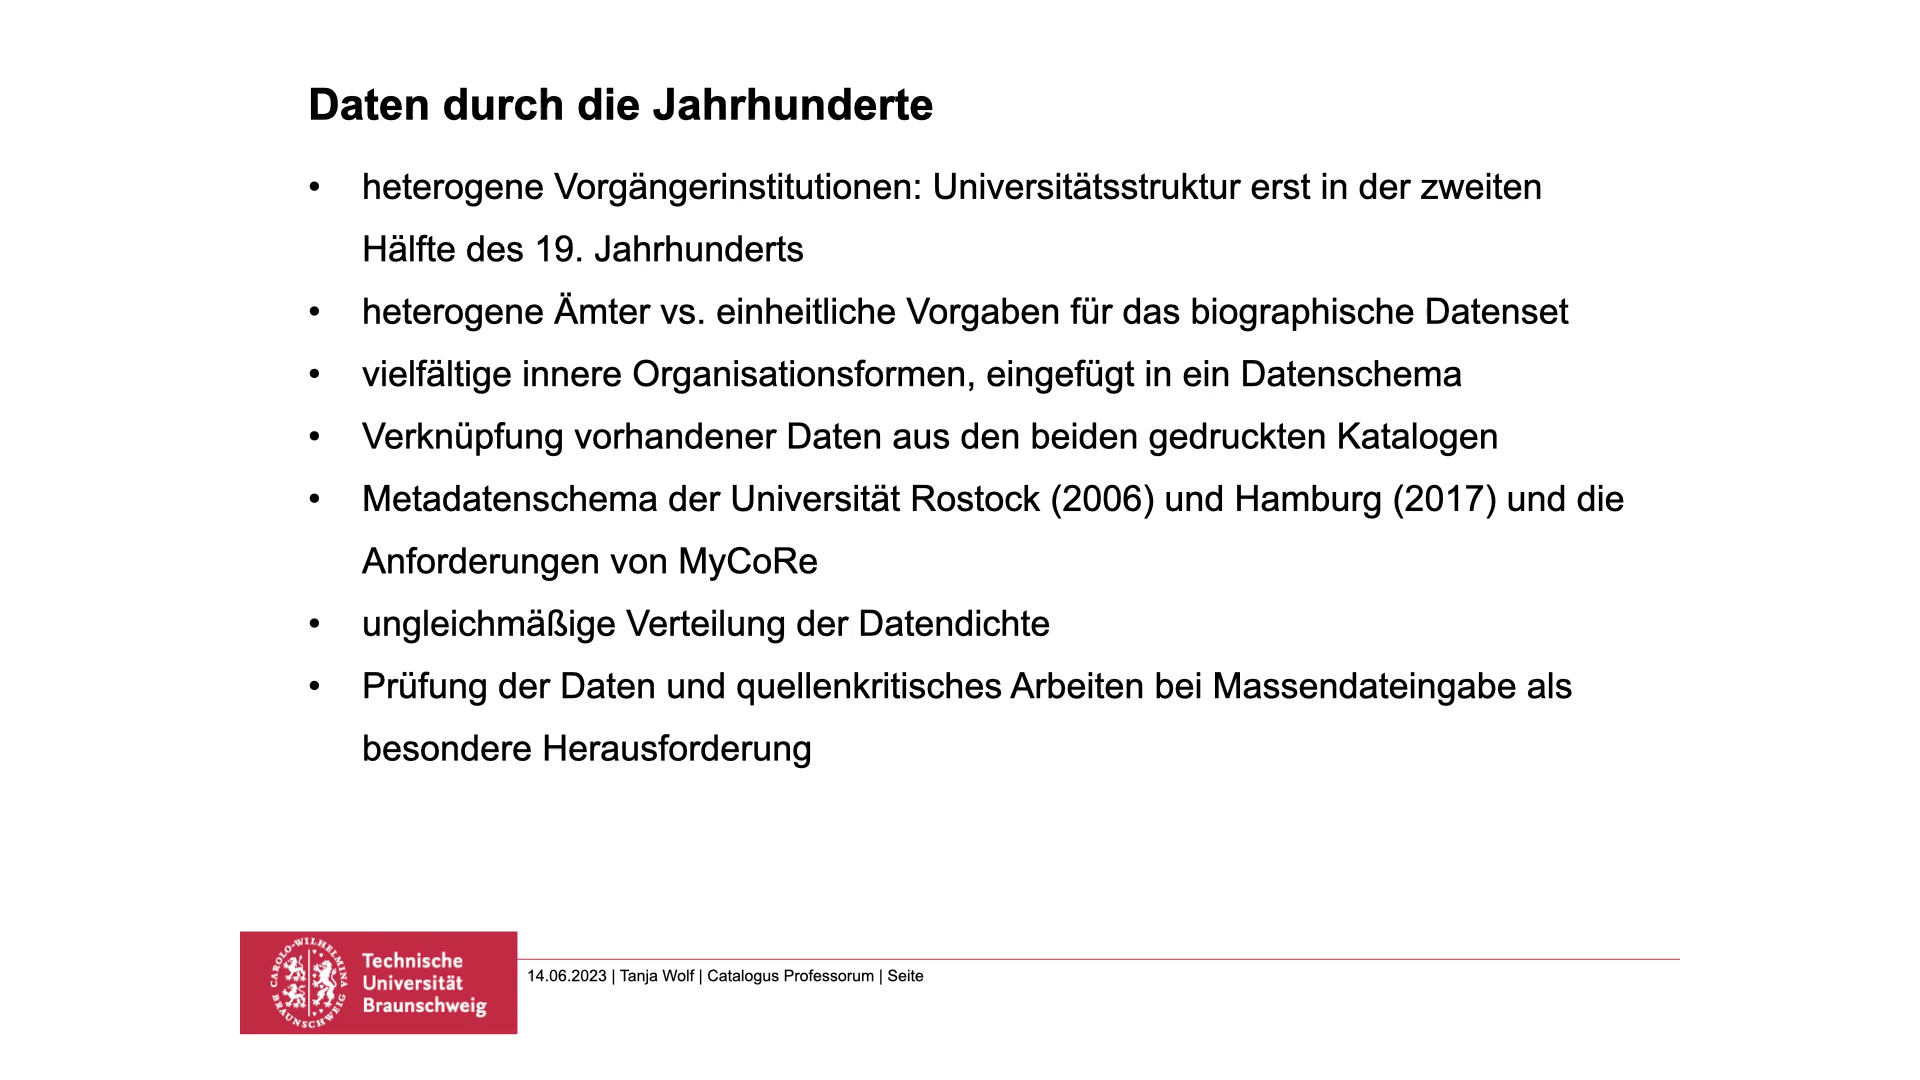 Daten durch die Jahrhunderte
• heterogene Vorgängerinstitutionen: Universitätsstruktur erst in der zweiten
Hälfte des 19. Jahrhunderts
• heterogene Ämter vs. einheitliche Vorgaben für das biographische Datenset
• vielfältige innere Organisationsformen, eingefügt in ein Datenschema
• Verknüpfung vorhandener Daten aus den beiden gedruckten Katalogen
• Metadatenschema der Universität Rostock (2006) und Hamburg (2017) und die
Anforderungen von MyCoRe
• ungleichmäßige Verteilung der Datendichte
• Prüfung der Daten und quellenkritisches Arbeiten bei Massendateingabe als
besondere Herausforderung
CAROLO-WILHELMINA
BRAUNSCHWEIG
Technische
Universität
Braunschweig
14.06.2023 | Tanja Wolf | Catalogus Professorum | Seite